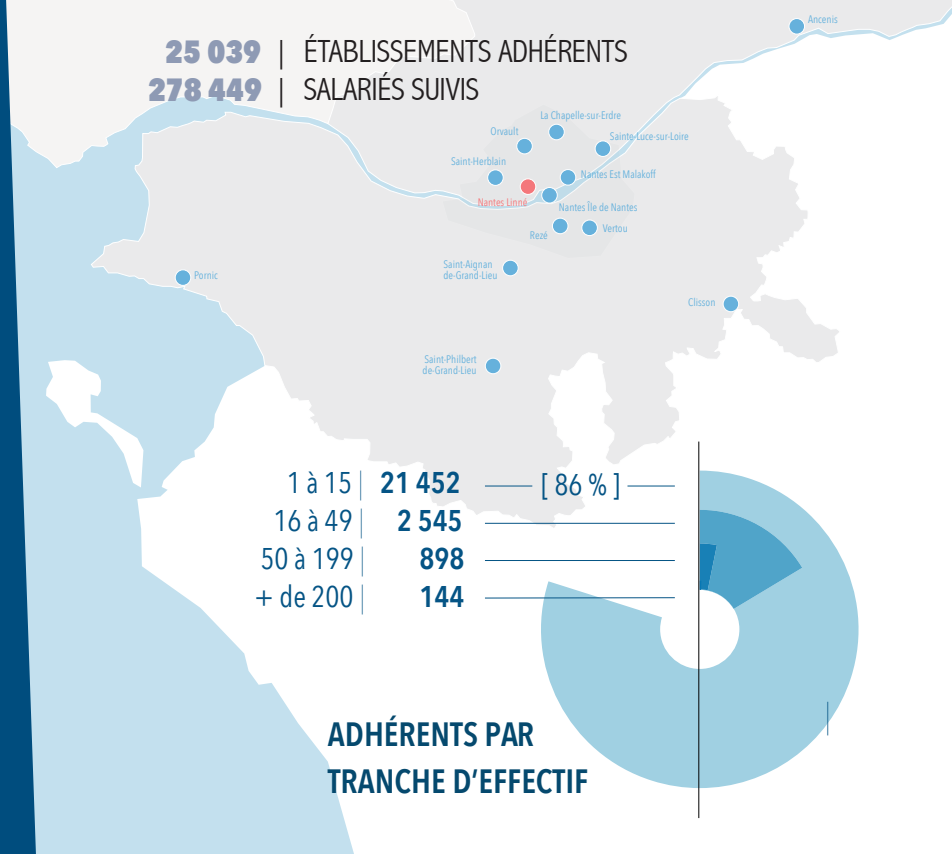 Ancenis
25 039 | ÉTABLISSEMENTS ADHÉRENTS
278 449 | SALARIÉS SUIVIS
La Chapelle-sur-Erdre
Orvault
Sainte-Luce-sur-Loire
Saint-Herblain
Nantes Est Malakoff
Nantes Linné
Nantes Île de Nantes
Rezé
Vertou
Saint-Aignan
de-Grand-Lieu
Pornic
Clisson
Saint-Philbert
de-Grand-Lieu
1 à 15 | 21 452 [ 86 % ]
16 à 49 | 2 545
50 à 199 | 898
+ de 200 | 144
ADHÉRENTS PAR
TRANCHE D'EFFECTIF